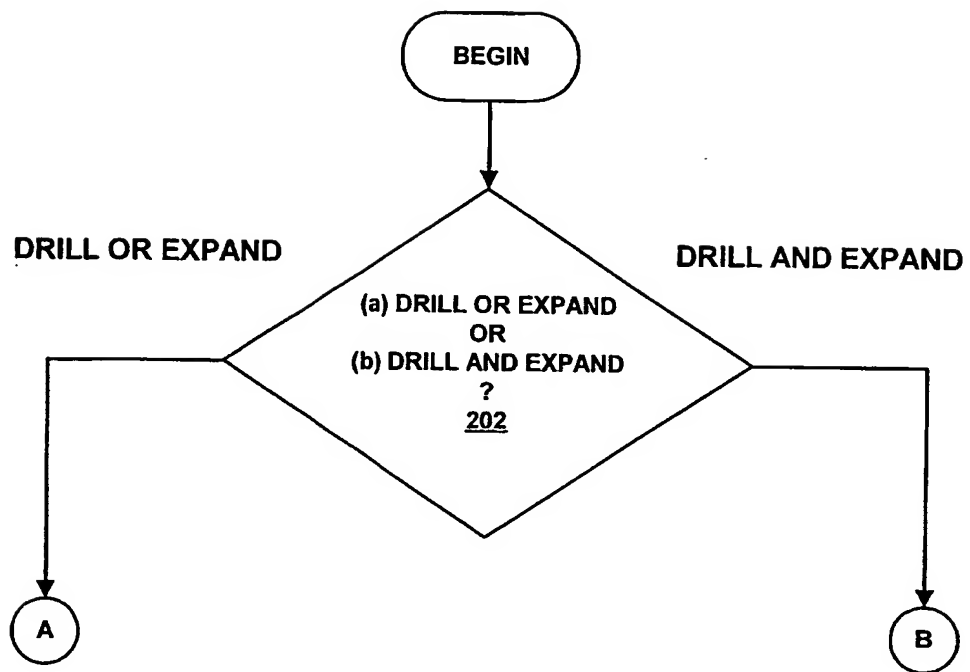 BEGIN
DRILL OR EXPAND
DRILL AND EXPAND
(a) DRILL OR EXPAND
OR
(b) DRILL AND EXPAND
?
202
A
B